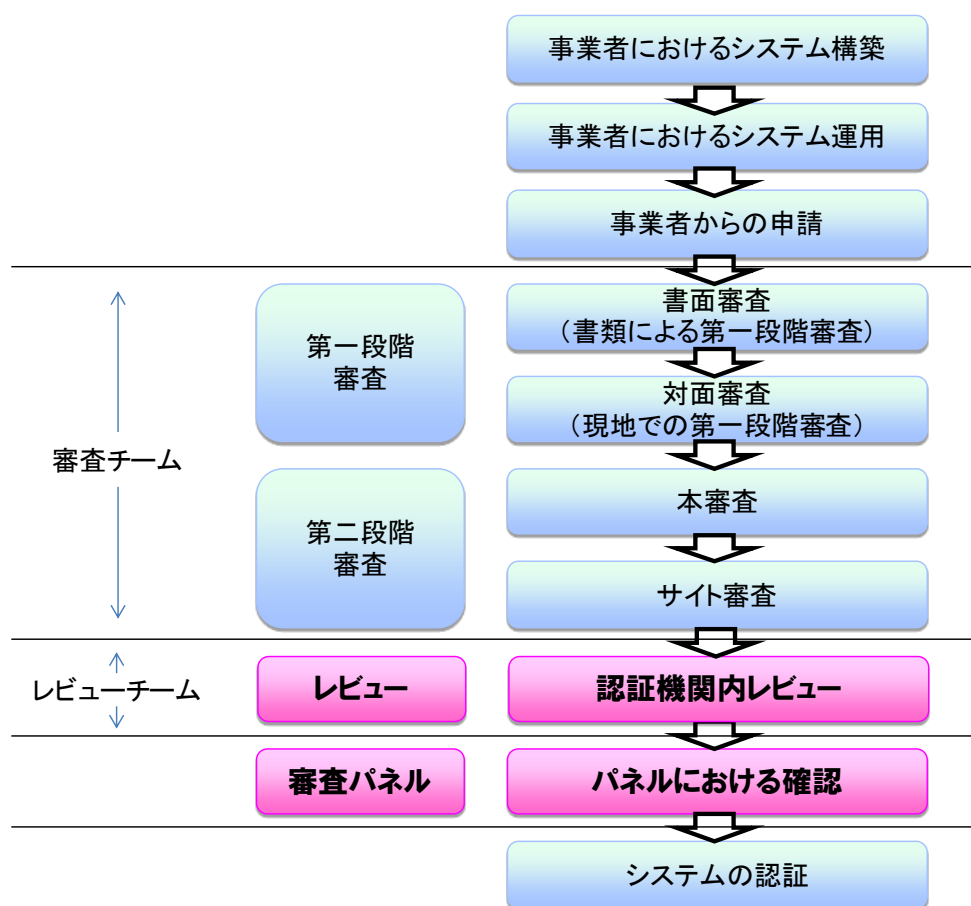 事業者におけるシステム構築
事業者におけるシステム運用
事業者からの申請
審査チーム
第一段階
審査
書面審査
（書類による第一段階審査）
対面審査
（現地での第一段階審査）
第二段階
審査
本審査
サイト審査
レビューチーム
レビュー
認証機関内レビュー
審査パネル
パネルにおける確認
システムの認証